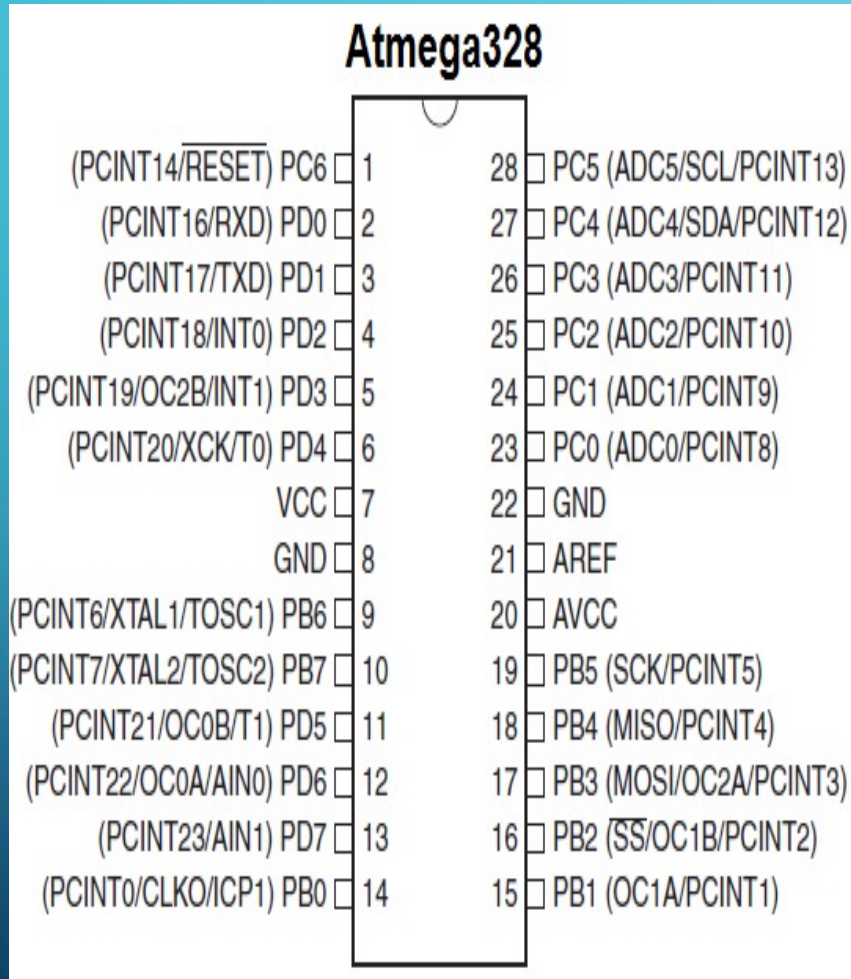 Atmega328
(PCINT14/RESET) PC6 1 28 PC5 (ADC5/SCL/PCINT13)
(PCINT16/RXD) PD0 2 27 PC4 (ADC4/SDA/PCINT12)
(PCINT17/TXD) PD1 3 26 PC3 (ADC3/PCINT11)
(PCINT18/INT0) PD2 4 25 PC2 (ADC2/PCINT10)
(PCINT19/OC2B/INT1) PD3 5 24 PC1 (ADC1/PCINT9)
(PCINT20/XCK/T0) PD4 6 23 PC0 (ADC0/PCINT8)
VCC 7 22 GND
GND 8 21 AREF
(PCINT6/XTAL1/TOSC1) PB6 9 20 AVCC
(PCINT7/XTAL2/TOSC2) PB7 10 19 PB5 (SCK/PCINT5)
(PCINT21/OC0B/T1) PD5 11 18 PB4 (MISO/PCINT4)
(PCINT22/OC0A/AIN0) PD6 12 17 PB3 (MOSI/OC2A/PCINT3)
(PCINT23/AIN1) PD7 13 16 PB2 (SS/OC1B/PCINT2)
(PCINT0/CLKO/ICP1) PB0 14 15 PB1 (OC1A/PCINT1)